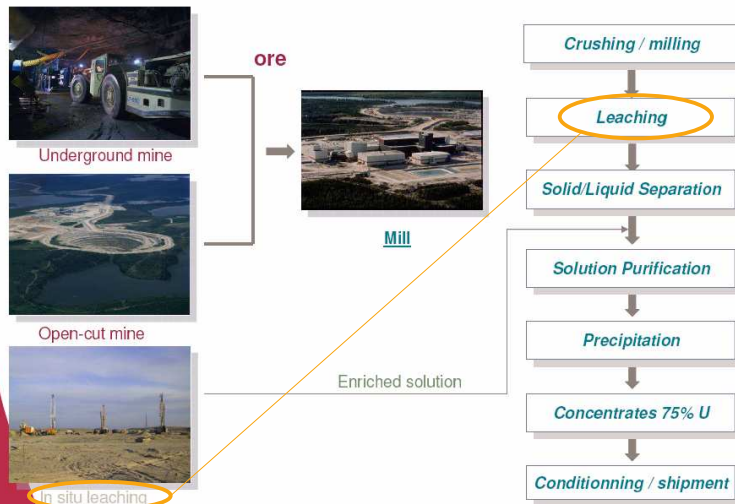 ore
Underground mine
Mill
Open-cut mine
Enriched solution
In situ leaching
Crushing / milling
Leaching
Solid/Liquid Separation
Solution Purification
Precipitation
Concentrates 75% U
Conditionning / shipment